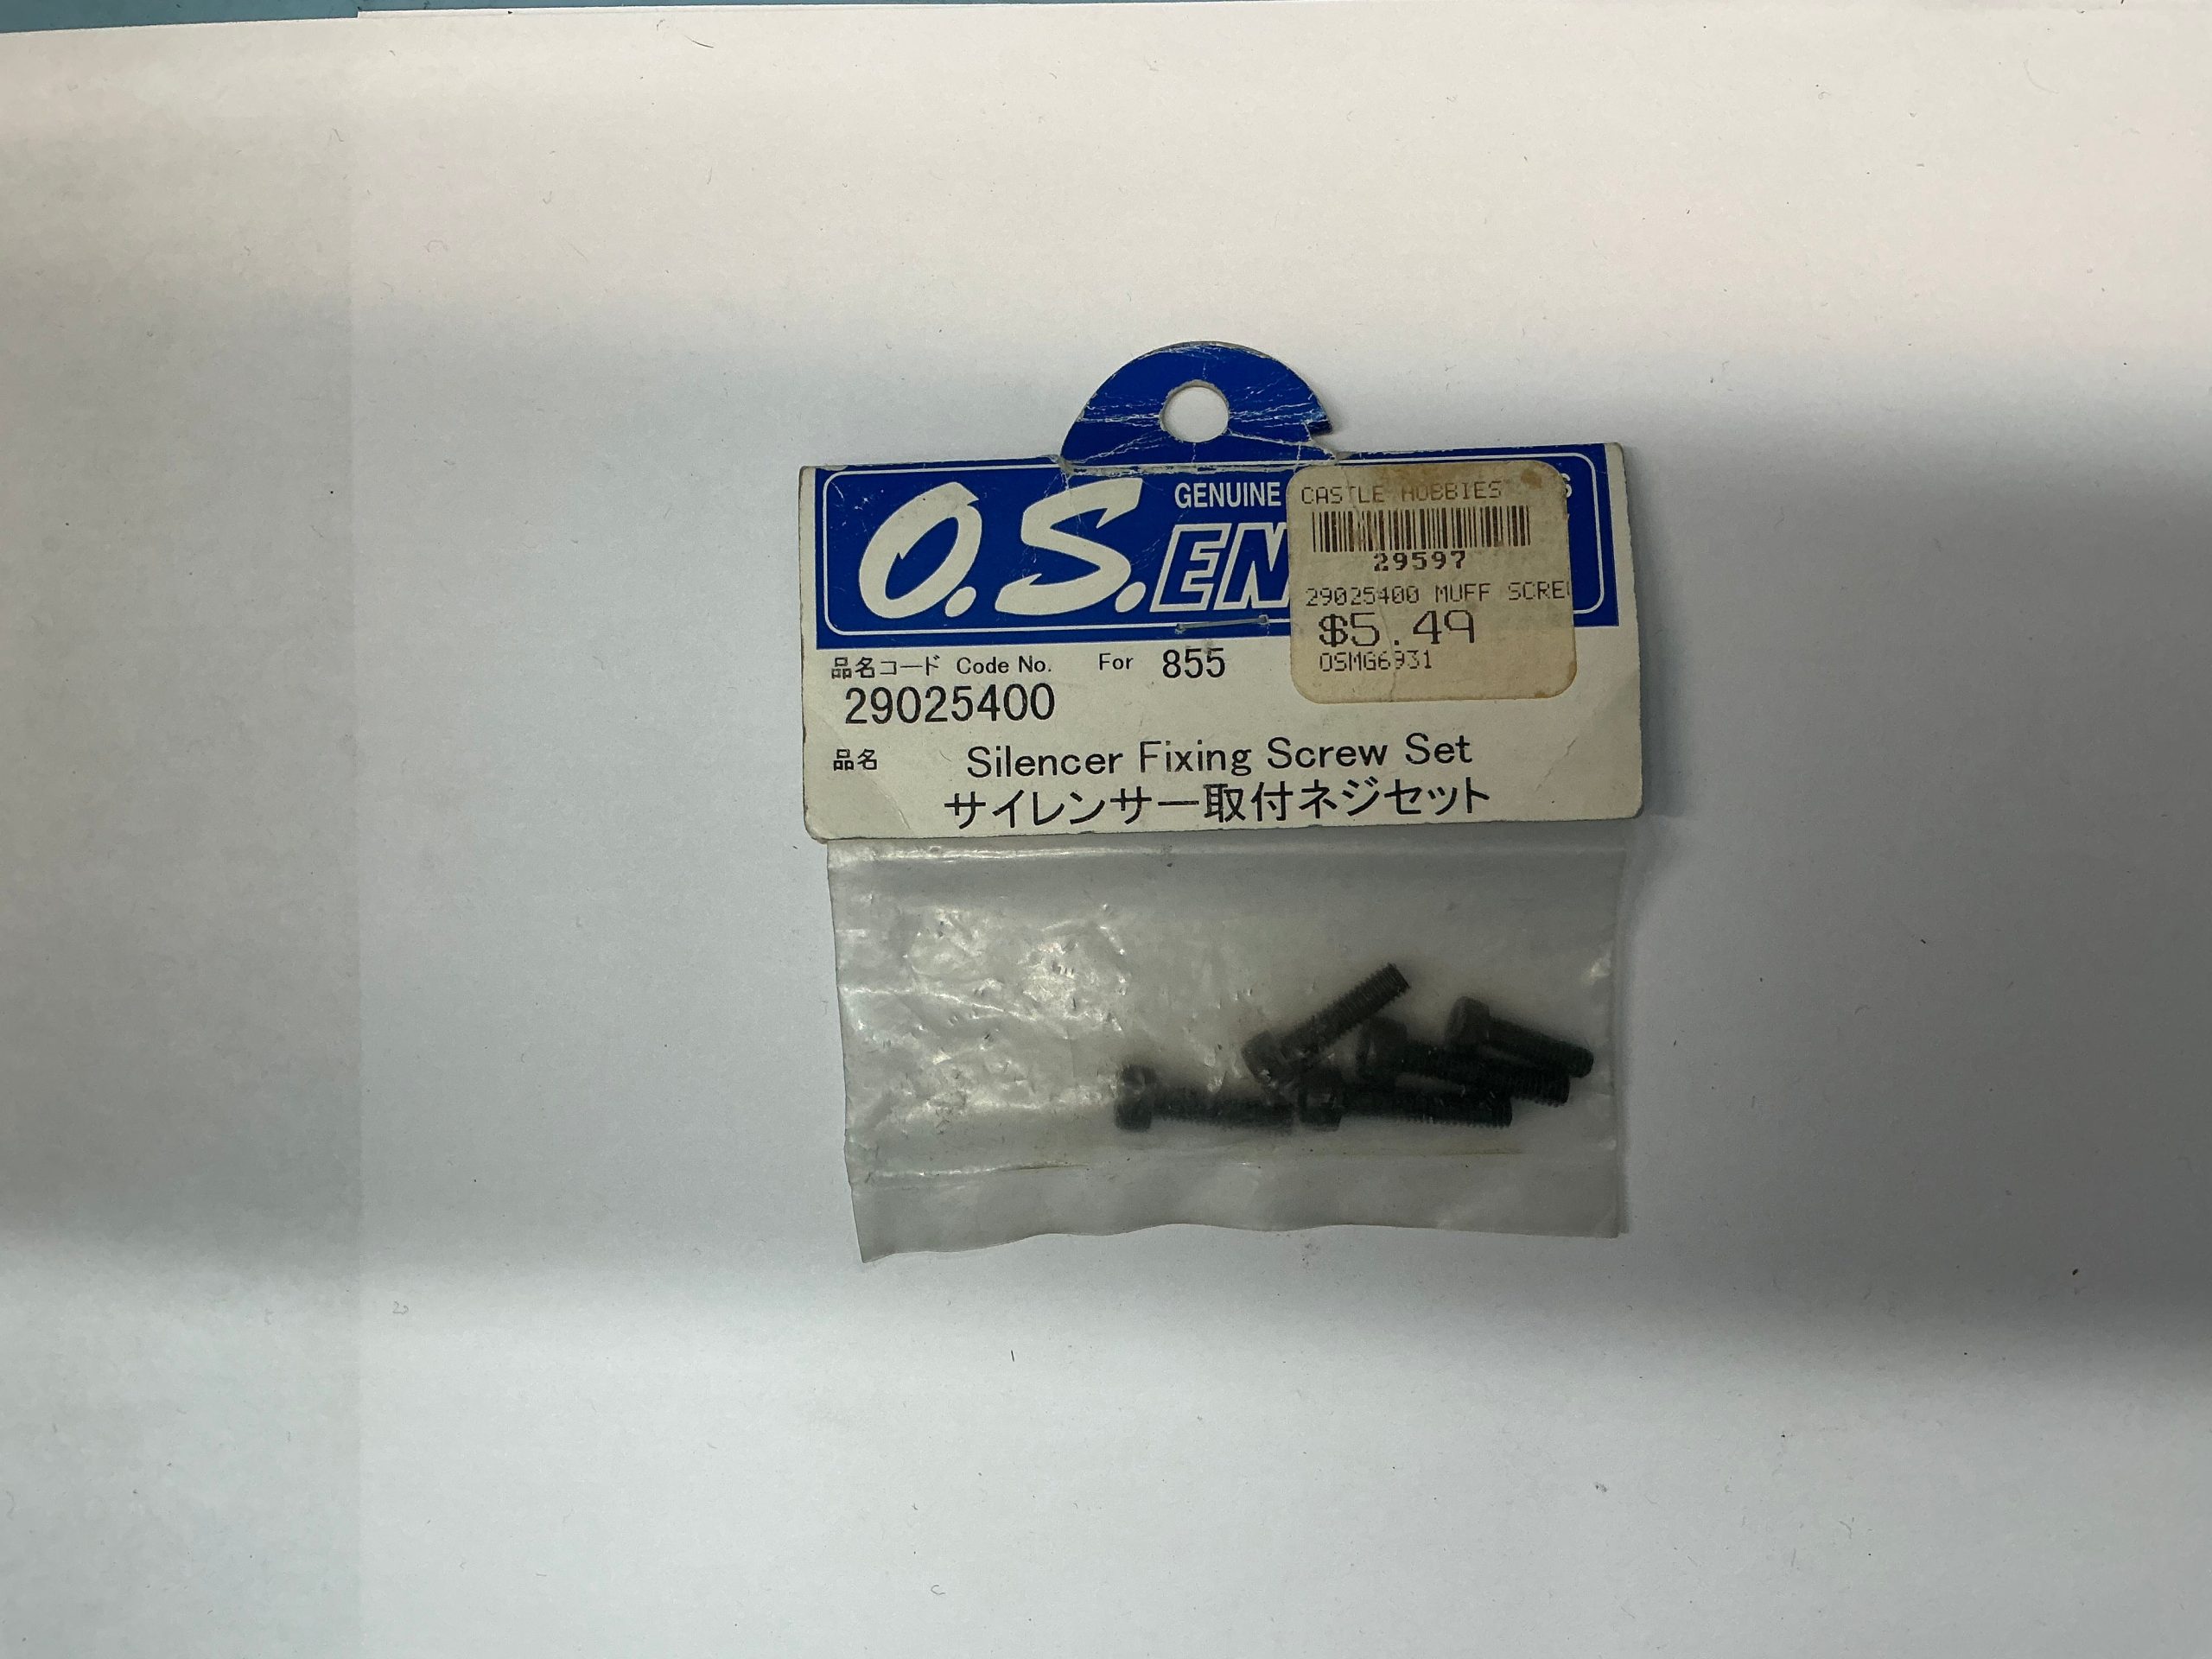 GENUINE
O.S.EN
S
CASTLE HOBBIES
29597
29025400 MUFF SCRE
$5.49
OSMG6931
品名コード Code No. For 855
29025400
品名 Silencer Fixing Screw Set
サイレンサー取付ネジセット